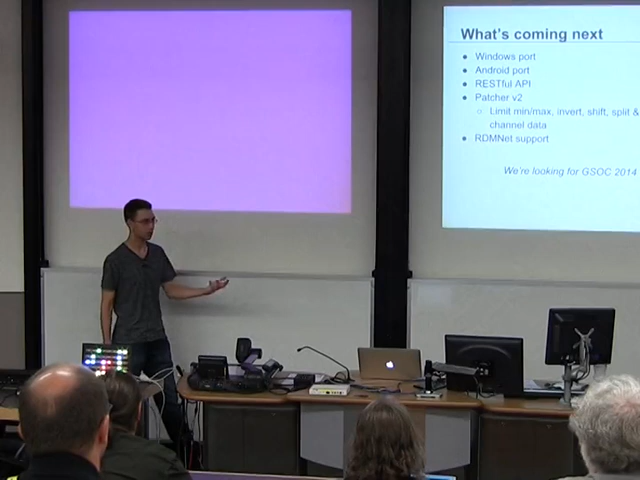 What's coming next
● Windows port
● Android port
● RESTful API
● Patcher v2
○ Limit min/max, invert, shift, split &
channel data
● RDMNet support
We're looking for GSOC 2014